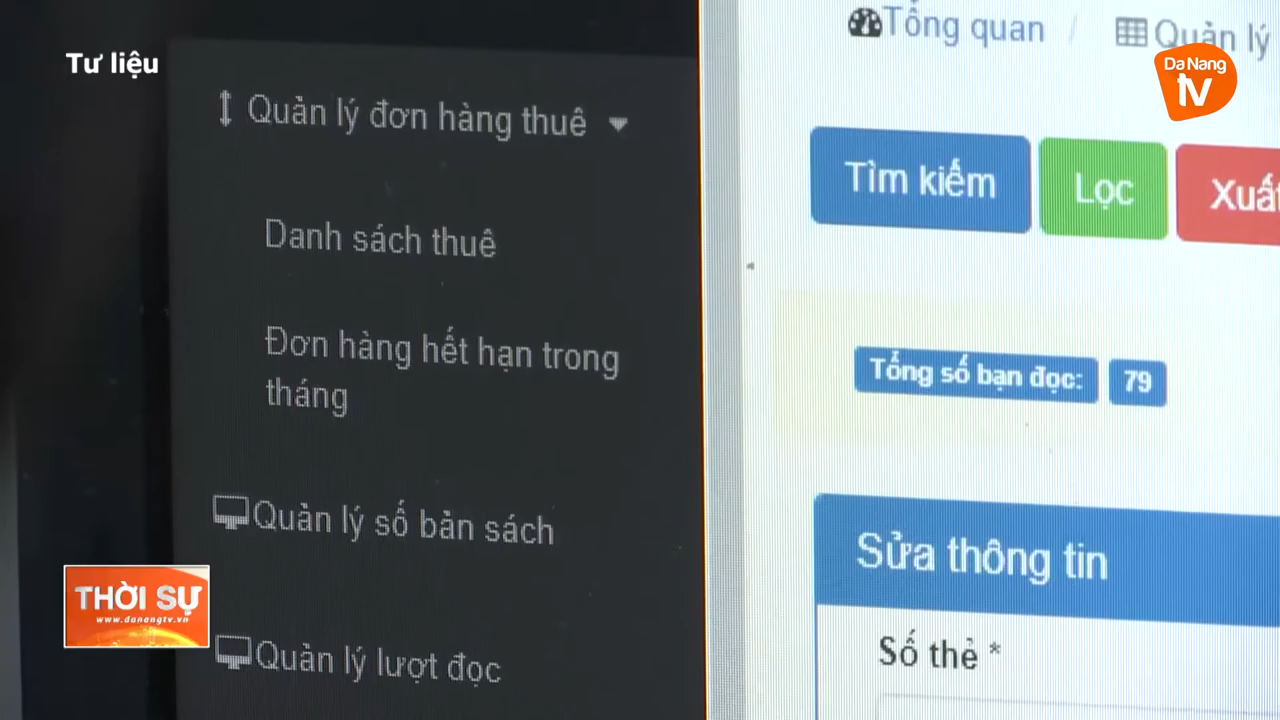 Tư liệu
Quản lý đơn hàng thuê
Danh sách thuê
Đơn hàng hết hạn trong
tháng
Quản lý số bản sách
Quản lý lượt đọc
Tổng quan / Quản lý
Da Nang
tv
Tìm kiếm
Lọc
Xuất
Tổng số bạn đọc: 79
Sửa thông tin
Số thẻ *
THỜI SỰ
www.danangtv.vn